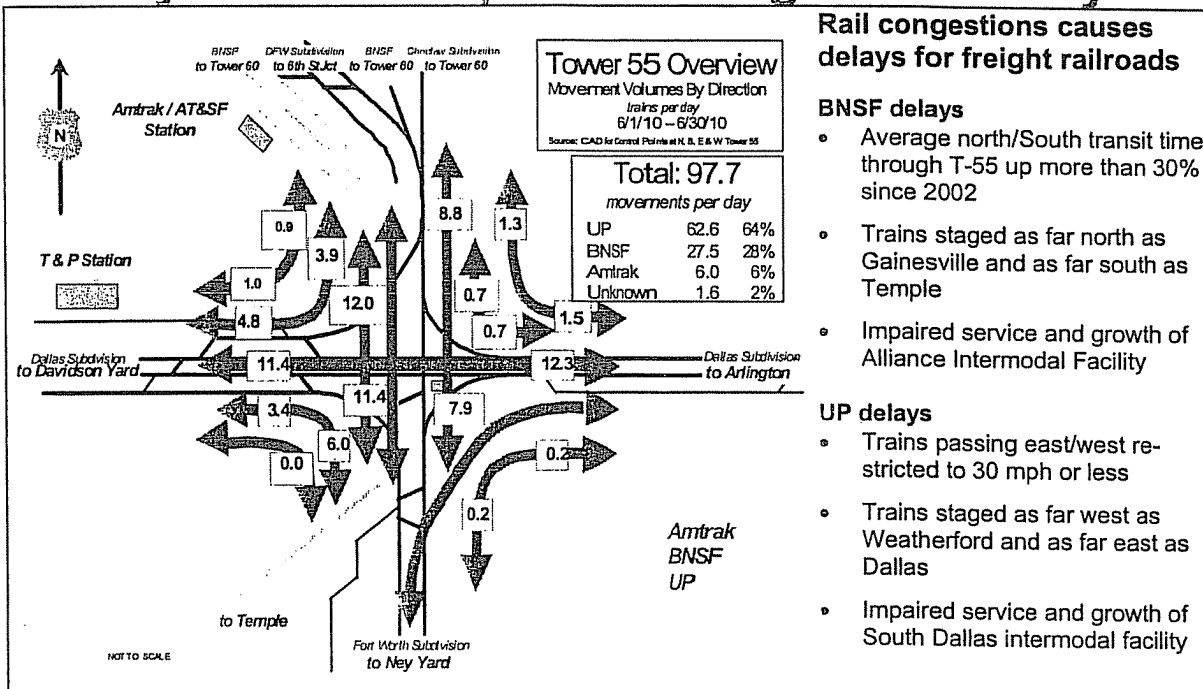 BNSF
to Tower 60
DFW Subdivision
to 6th St Jct
BNSF
to Tower 60
Choctaw Subdivision
to Tower 60
N
Amtrak / AT&SF
Station
T & P Station
Tower 55 Overview
Movement Volumes By Direction
trains per day
6/1/10 – 6/30/10
Source: CAD for Control Points at N, B, E & W Tower 55
Total: 97.7
movements per day
UP 62.6 64%
BNSF 27.5 28%
Amtrak 6.0 6%
Unknown 1.6 2%
0.9
3.9
1.0
4.8
12.0
8.8
1.3
0.7
0.7
1.5
11.4
12.3
11.4
7.9
3.4
6.0
0.0
0.2
0.2
Dallas Subdivision
to Davidson Yard
Dallas Subdivision
to Arlington
Amtrak
BNSF
UP
to Temple
Fort Worth Subdivision
to Ney Yard
NOT TO SCALE
Rail congestions causes
delays for freight railroads
BNSF delays
• Average north/South transit time
through T-55 up more than 30%
since 2002
• Trains staged as far north as
Gainesville and as far south as
Temple
• Impaired service and growth of
Alliance Intermodal Facility
UP delays
• Trains passing east/west re-
stricted to 30 mph or less
• Trains staged as far west as
Weatherford and as far east as
Dallas
• Impaired service and growth of
South Dallas intermodal facility